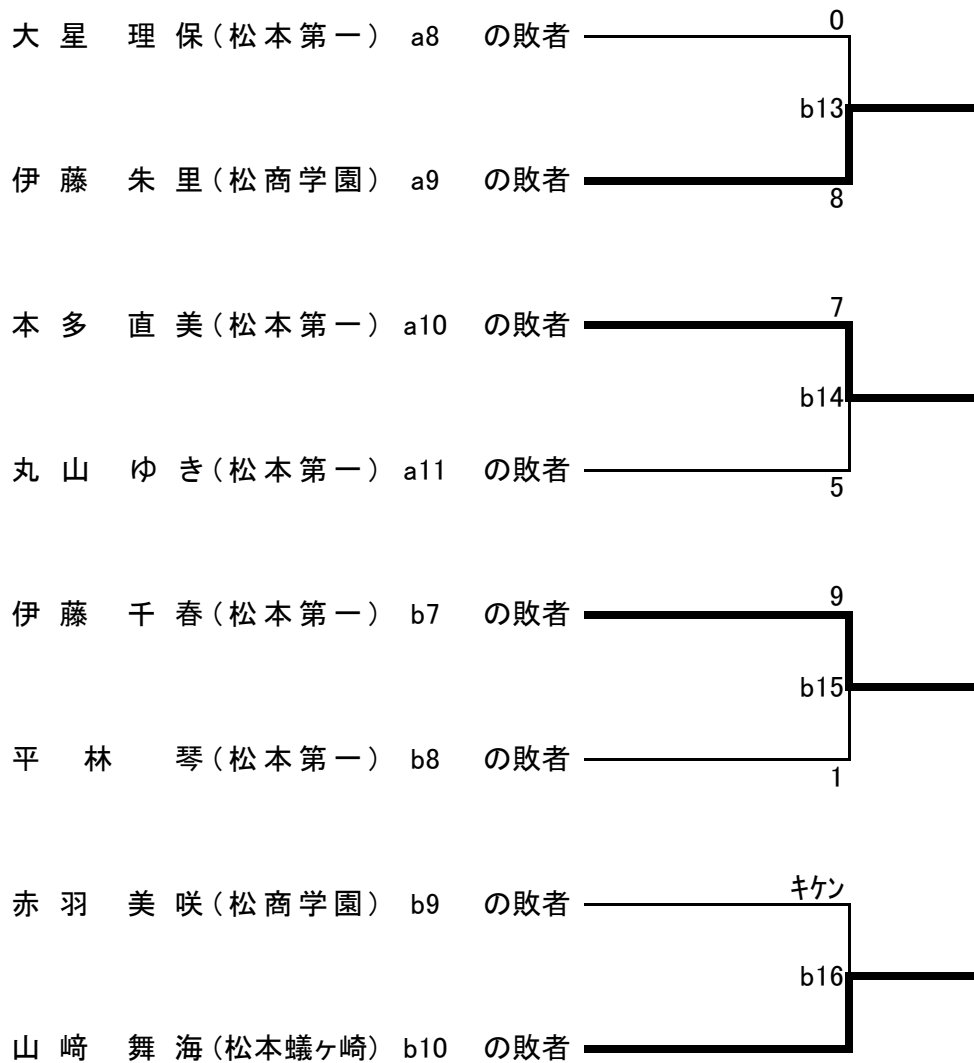 0
大星 理保(松本第一) a8 の敗者
b13
伊藤 朱里(松商学園) a9 の敗者
8
7
本多 直美(松本第一) a10 の敗者
b14
丸山 ゆき(松本第一) a11 の敗者
5
9
伊藤 千春(松本第一) b7 の敗者
b15
平林 琴(松本第一) b8 の敗者
1
キケン
赤羽 美咲(松商学園) b9 の敗者
b16
山﨑 舞海(松本蟻ヶ崎) b10 の敗者